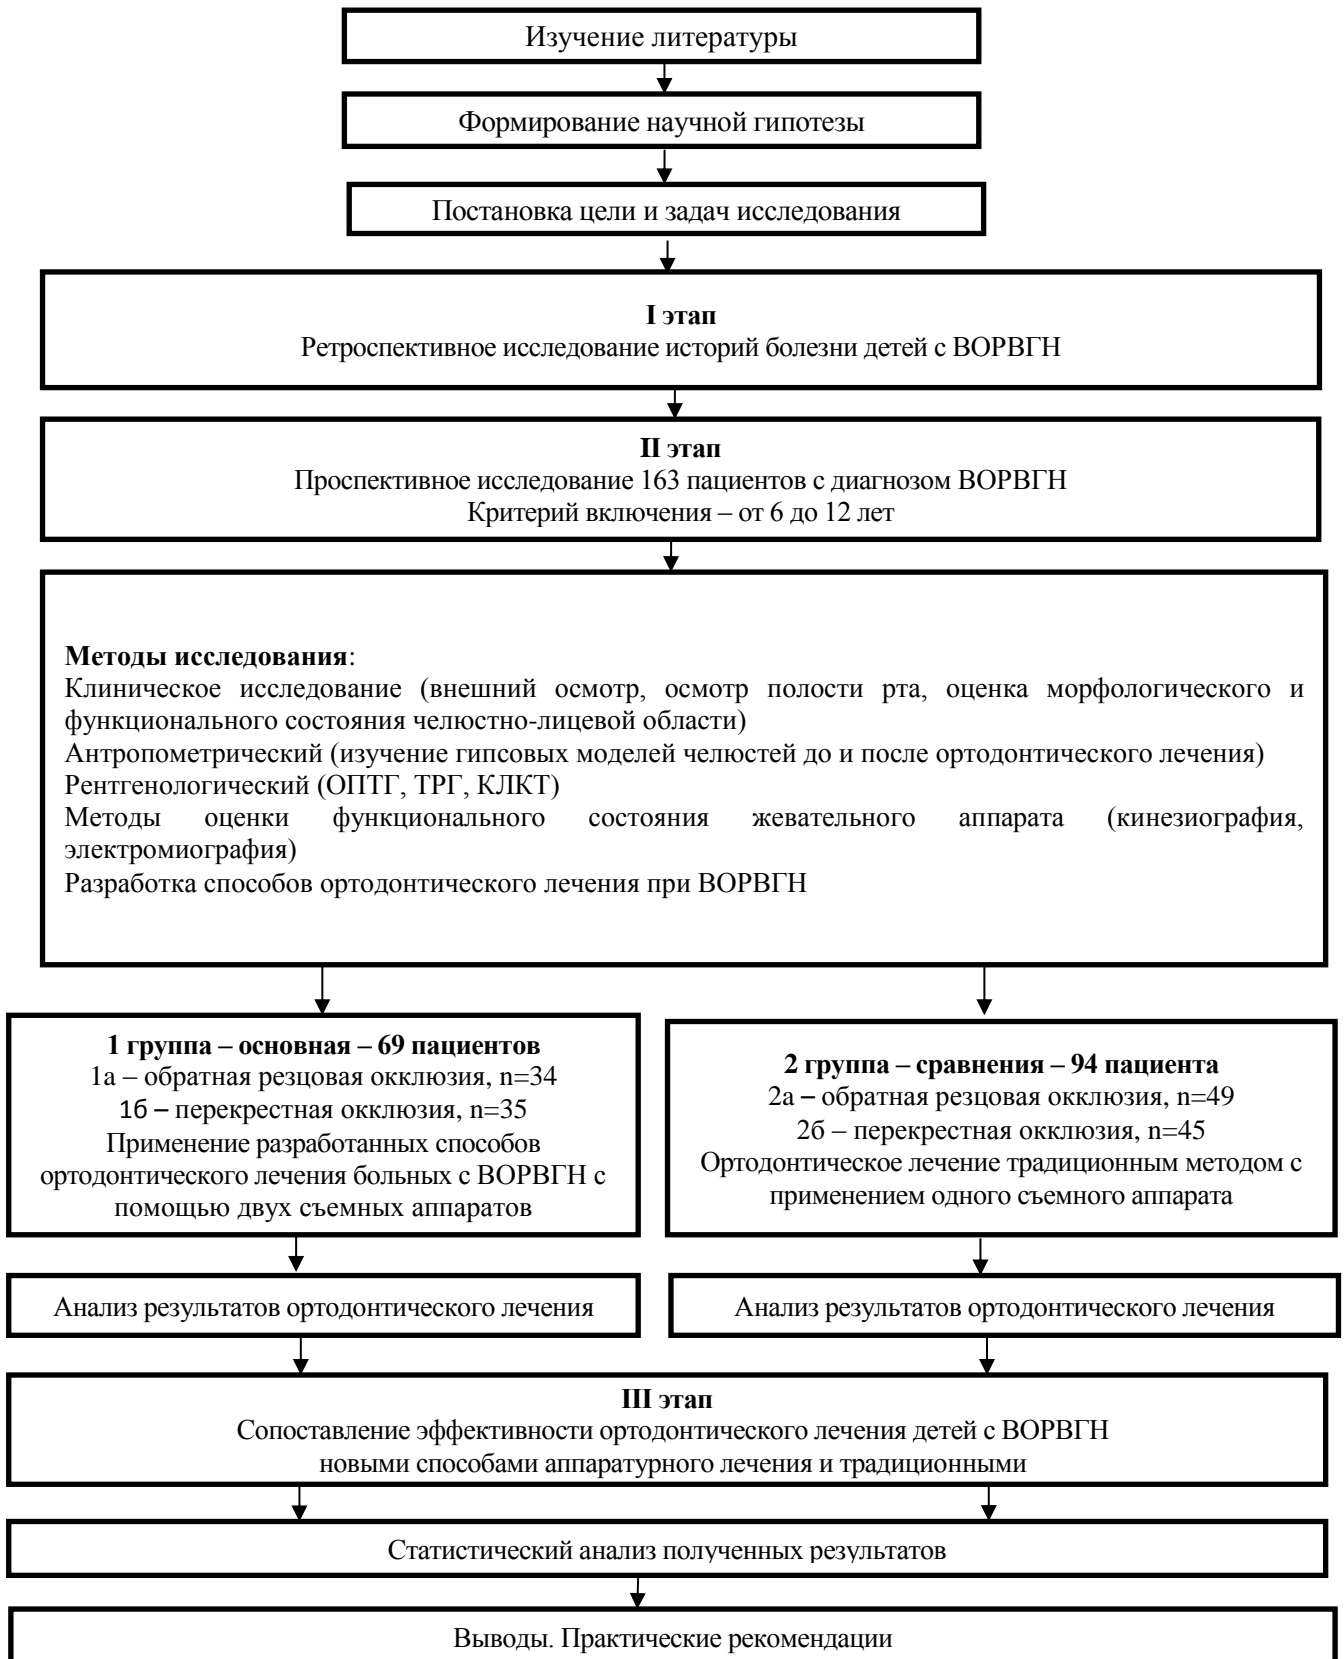 Изучение литературы
Формирование научной гипотезы
Постановка цели и задач исследования
I этап
Ретроспективное исследование историй болезни детей с ВОРВГН
II этап
Проспективное исследование 163 пациентов с диагнозом ВОРВГН
Критерий включения – от 6 до 12 лет
Методы исследования:
Клиническое исследование (внешний осмотр, осмотр полости рта, оценка морфологического и
функционального состояния челюстно-лицевой области)
Антропометрический (изучение гипсовых моделей челюстей до и после ортодонтического лечения)
Рентгенологический (ОПТГ, ТРГ, КЛКТ)
Методы оценки функционального состояния жевательного аппарата (кинезиография,
электромиография)
Разработка способов ортодонтического лечения при ВОРВГН
1 группа – основная – 69 пациентов
1а – обратная резцовая окклюзия, n=34
1б – перекрестная окклюзия, n=35
Применение разработанных способов
ортодонтического лечения больных с ВОРВГН с
помощью двух съемных аппаратов
2 группа – сравнения – 94 пациента
2а – обратная резцовая окклюзия, n=49
2б – перекрестная окклюзия, n=45
Ортодонтическое лечение традиционным методом с
применением одного съемного аппарата
Анализ результатов ортодонтического лечения
Анализ результатов ортодонтического лечения
III этап
Сопоставление эффективности ортодонтического лечения детей с ВОРВГН
новыми способами аппаратурного лечения и традиционными
Статистический анализ полученных результатов
Выводы. Практические рекомендации